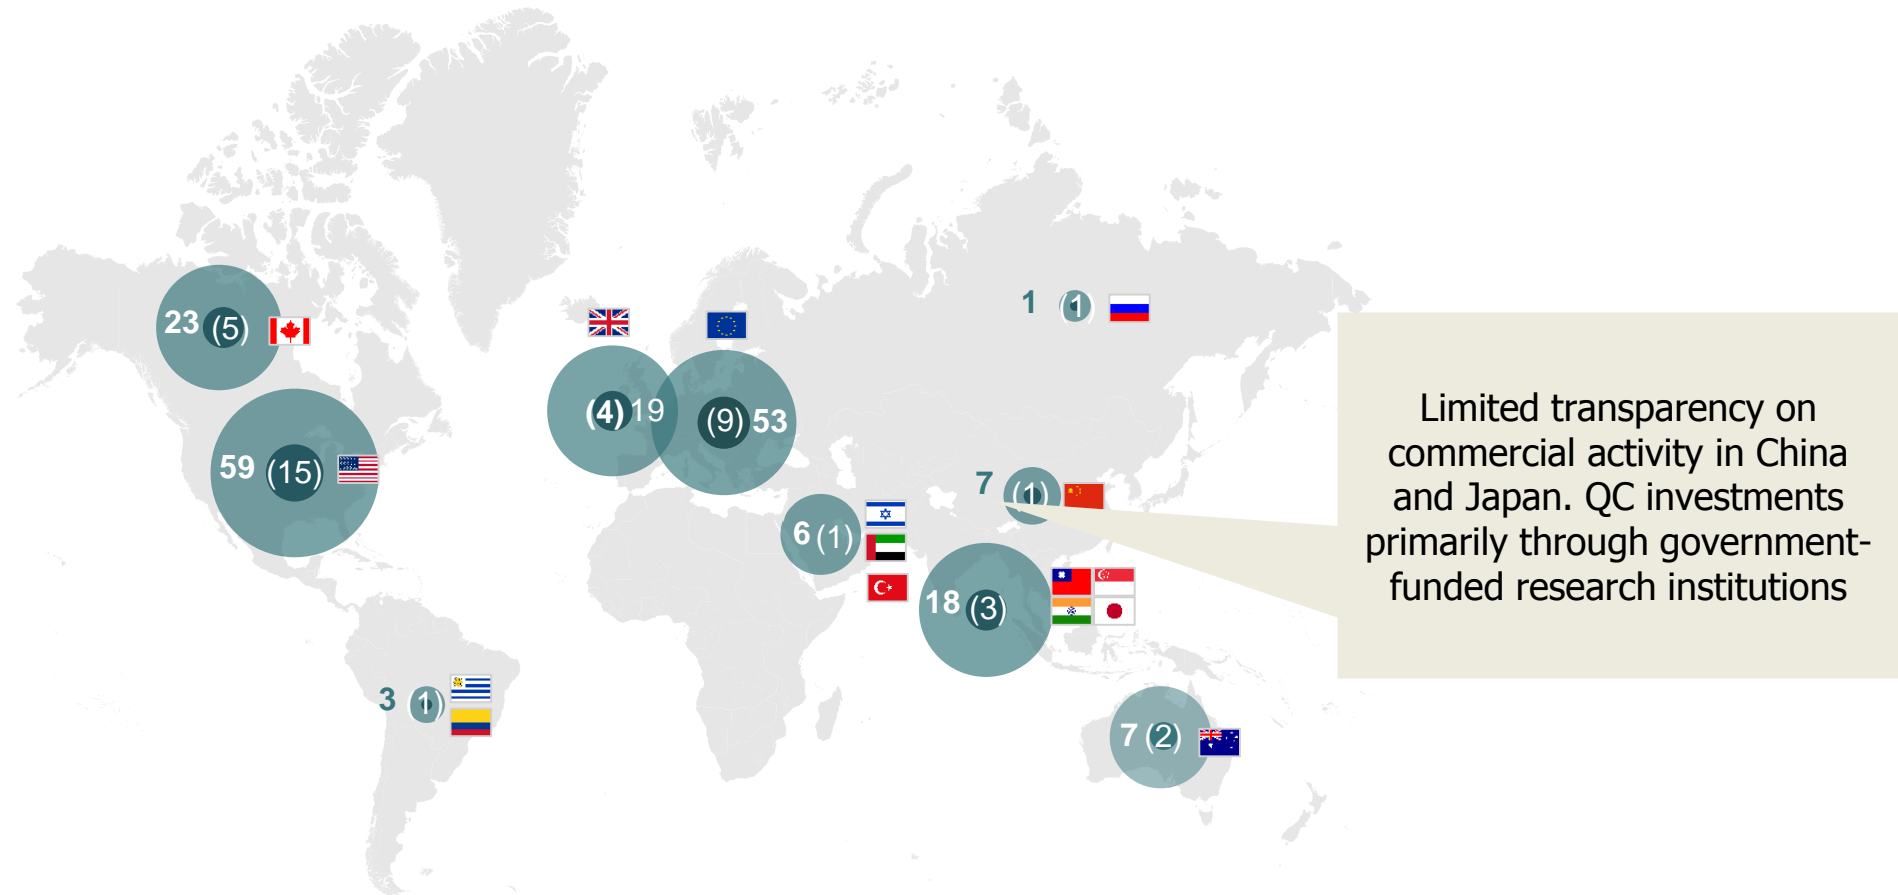 23 (5)
59 (15)
(4) 19
(9) 53
1 (1)
7 (1)
6 (1)
18 (3)
3 (1)
7 (2)
Limited transparency on
commercial activity in China
and Japan. QC investments
primarily through government-
funded research institutions